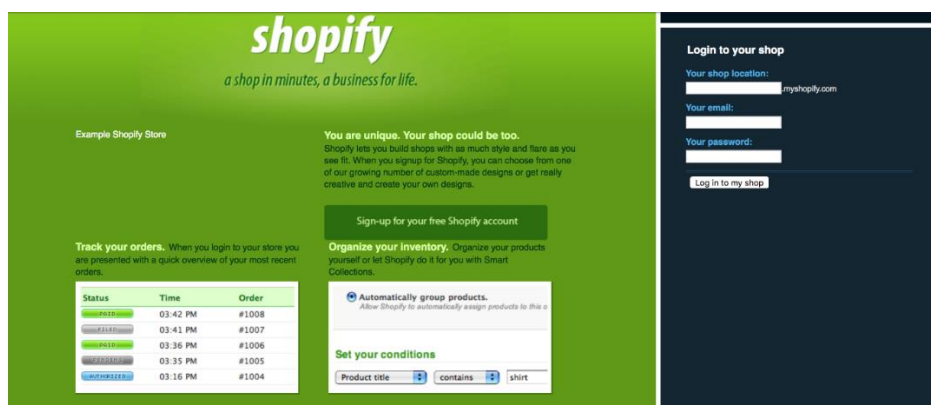 shopify
a shop in minutes, a business for life.
Example Shopify Store
You are unique. Your shop could be too.
Shopify lets you build shops with as much style and flare as you
see fit. When you signup for Shopify, you can choose from one
of our growing number of custom-made designs or get really
creative and create your own designs.
Sign-up for your free Shopify account
Track your orders. When you login to your store you
are presented with a quick overview of your most recent
orders.
Status Time Order
PAID 03:42 PM #1008
03:41 PM #1007
PAID 03:36 PM #1006
03:35 PM #1005
AUTHORIZED 03:16 PM #1004
Organize your inventory. Organize your products
yourself or let Shopify do it for you with Smart
Collections.
Automatically group products.
Allow Shopify to automatically assign products to this c
Set your conditions
Product title contains shirt
Login to your shop
Your shop location:
.myshopify.com
Your email:
Your password:
Log in to my shop